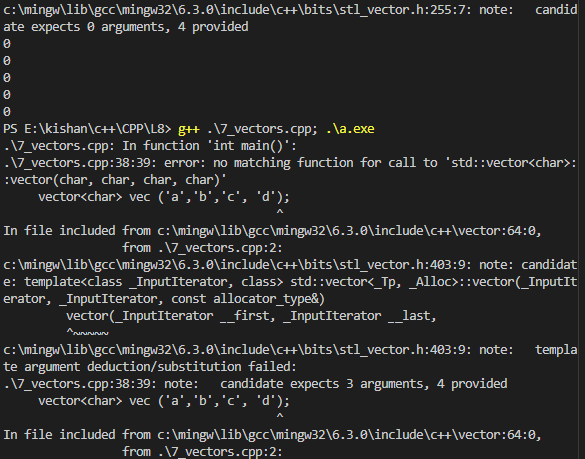 c:\mingw\lib\gcc\mingw32\6.3.0\include\c++\bits\stl_vector.h:255:7: note:   candid
ate expects 0 arguments, 4 provided
0
0
0
0
0
PS E:\kishan\c++\CPP\L8> g++ .\7_vectors.cpp; .\a.exe
.\7_vectors.cpp: In function 'int main()':
.\7_vectors.cpp:38:39: error: no matching function for call to 'std::vector<char>:
:vector(char, char, char, char)'
     vector<char> vec ('a','b','c', 'd');
                                       ^
In file included from c:\mingw\lib\gcc\mingw32\6.3.0\include\c++\vector:64:0,
                 from .\7_vectors.cpp:2:
c:\mingw\lib\gcc\mingw32\6.3.0\include\c++\bits\stl_vector.h:403:9: note: candidat
e: template<class _InputIterator, class> std::vector<_Tp, _Alloc>::vector(_InputIt
erator, _InputIterator, const allocator_type&)
         vector(_InputIterator __first, _InputIterator __last,
         ^~~~~~
c:\mingw\lib\gcc\mingw32\6.3.0\include\c++\bits\stl_vector.h:403:9: note:   templa
te argument deduction/substitution failed:
.\7_vectors.cpp:38:39: note:   candidate expects 3 arguments, 4 provided
     vector<char> vec ('a','b','c', 'd');
                                       ^
In file included from c:\mingw\lib\gcc\mingw32\6.3.0\include\c++\vector:64:0,
                 from .\7_vectors.cpp:2: